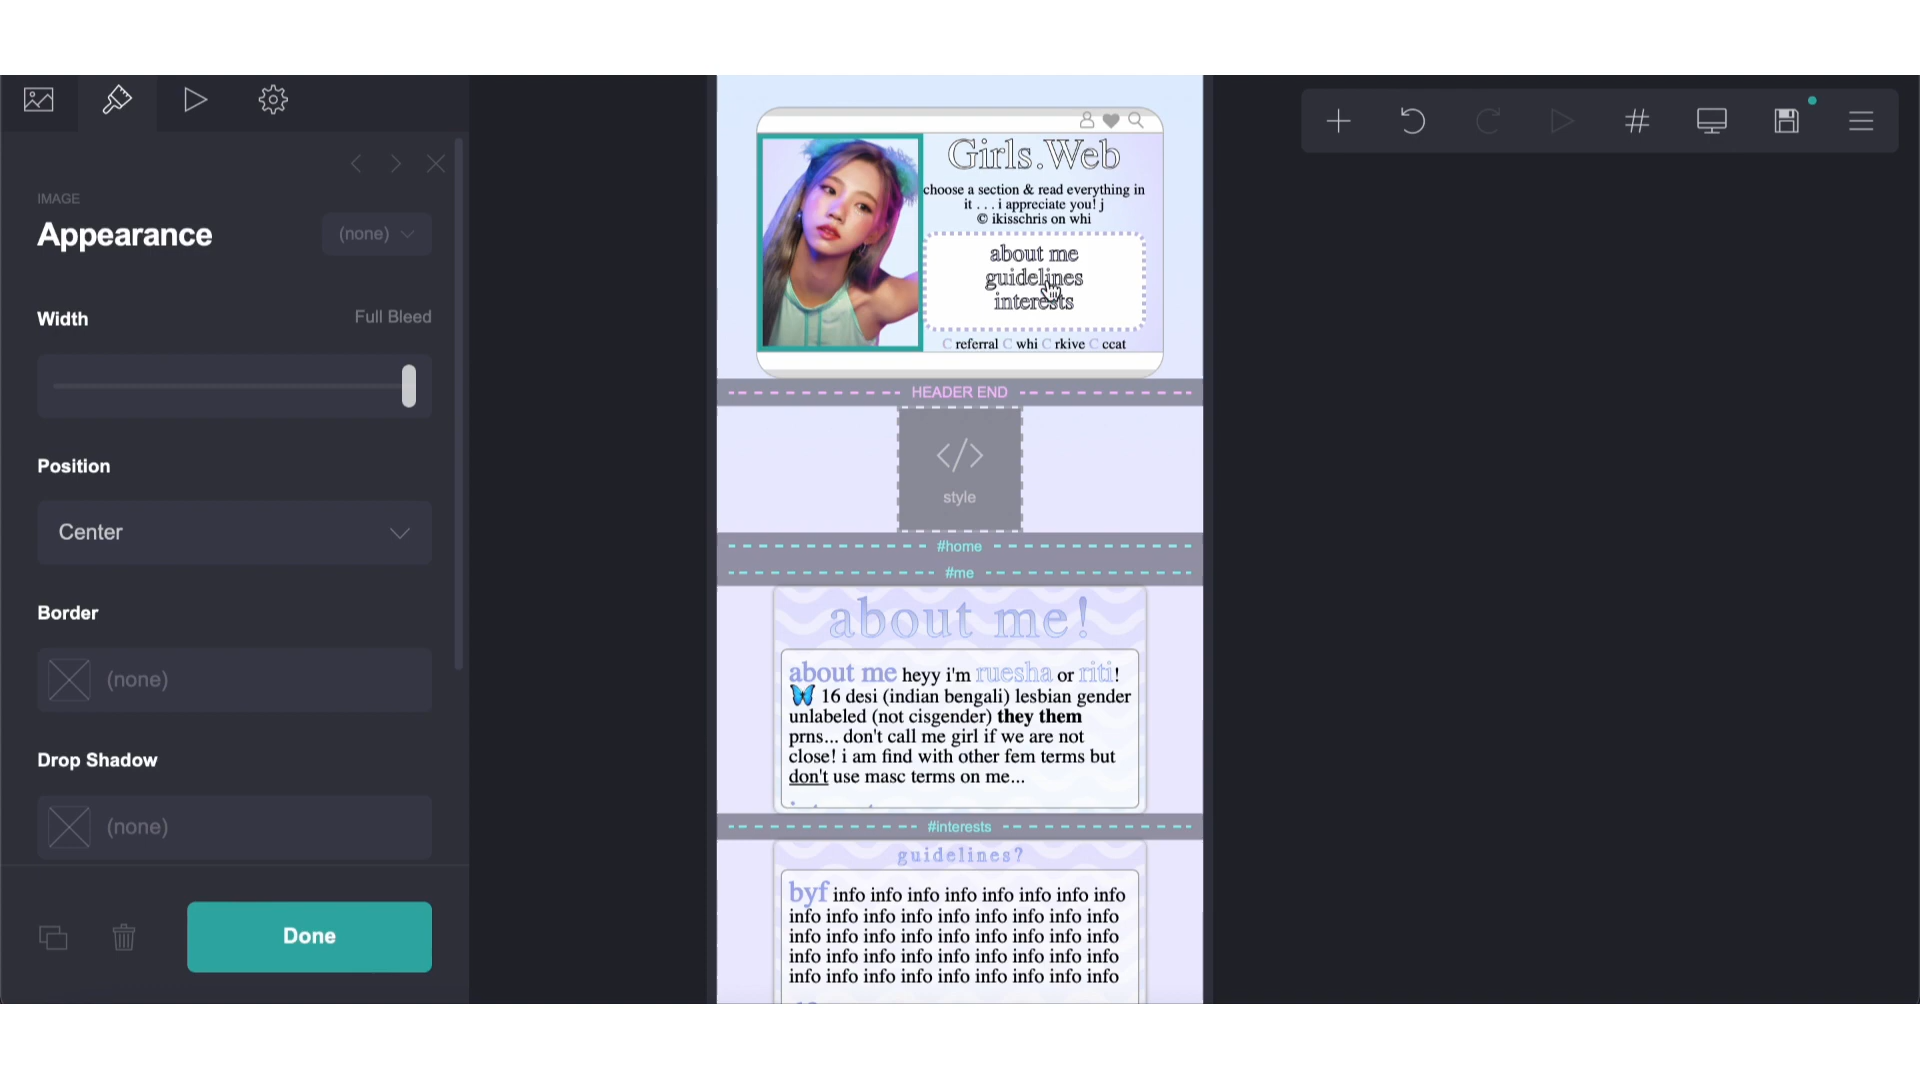 IMAGE
Appearance
(none)
Width
Full Bleed
Position
Center
Border
(none)
Drop Shadow
(none)
Done
Girls.Web
choose a section & read everything in
it . . . i appreciate you! j
© ikisschris on whi
about me
guidelines
interests
C referral C whi C rkive C ccat
HEADER END
</>
style
#home
#me
about me!
about me heyy i'm ruesha or riti!
🦋 16 desi (indian bengali) lesbian gender
unlabeled (not cisgender) they them
prns... don't call me girl if we are not
close! i am find with other fem terms but
don't use masc terms on me...
#interests
guidelines?
byf info info info info info info info info
info info info info info info info info info
info info info info info info info info info
info info info info info info info info info
info info info info info info info info info